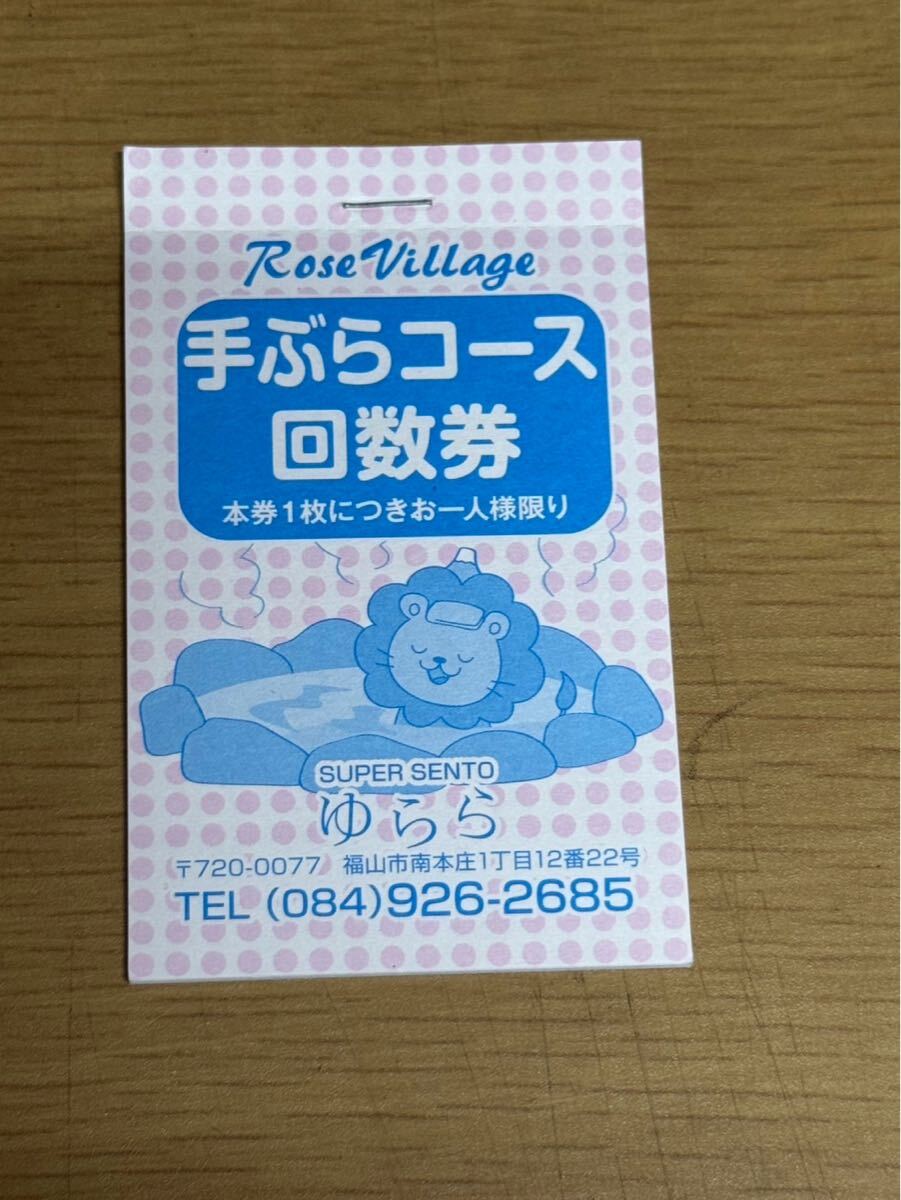 Rose Village
手ぶらコース
回数券
本券1枚につきお一人様限り
SUPER SENTO
ゆらら
〒720-0077 福山市南本庄1丁目12番22号
TEL (084)926-2685